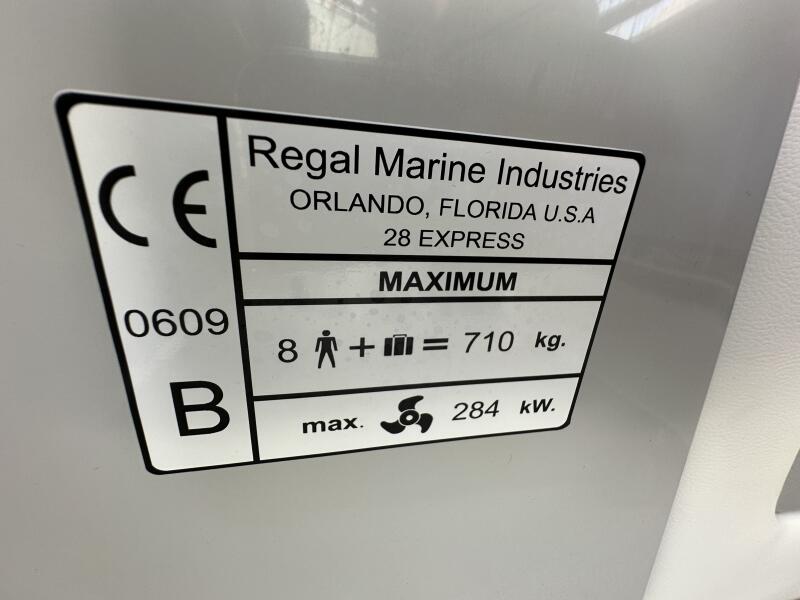 CE
0609
B
Regal Marine Industries
ORLANDO, FLORIDA U.S.A
28 EXPRESS
MAXIMUM
8 + = 710 kg.
max. 284 kW.